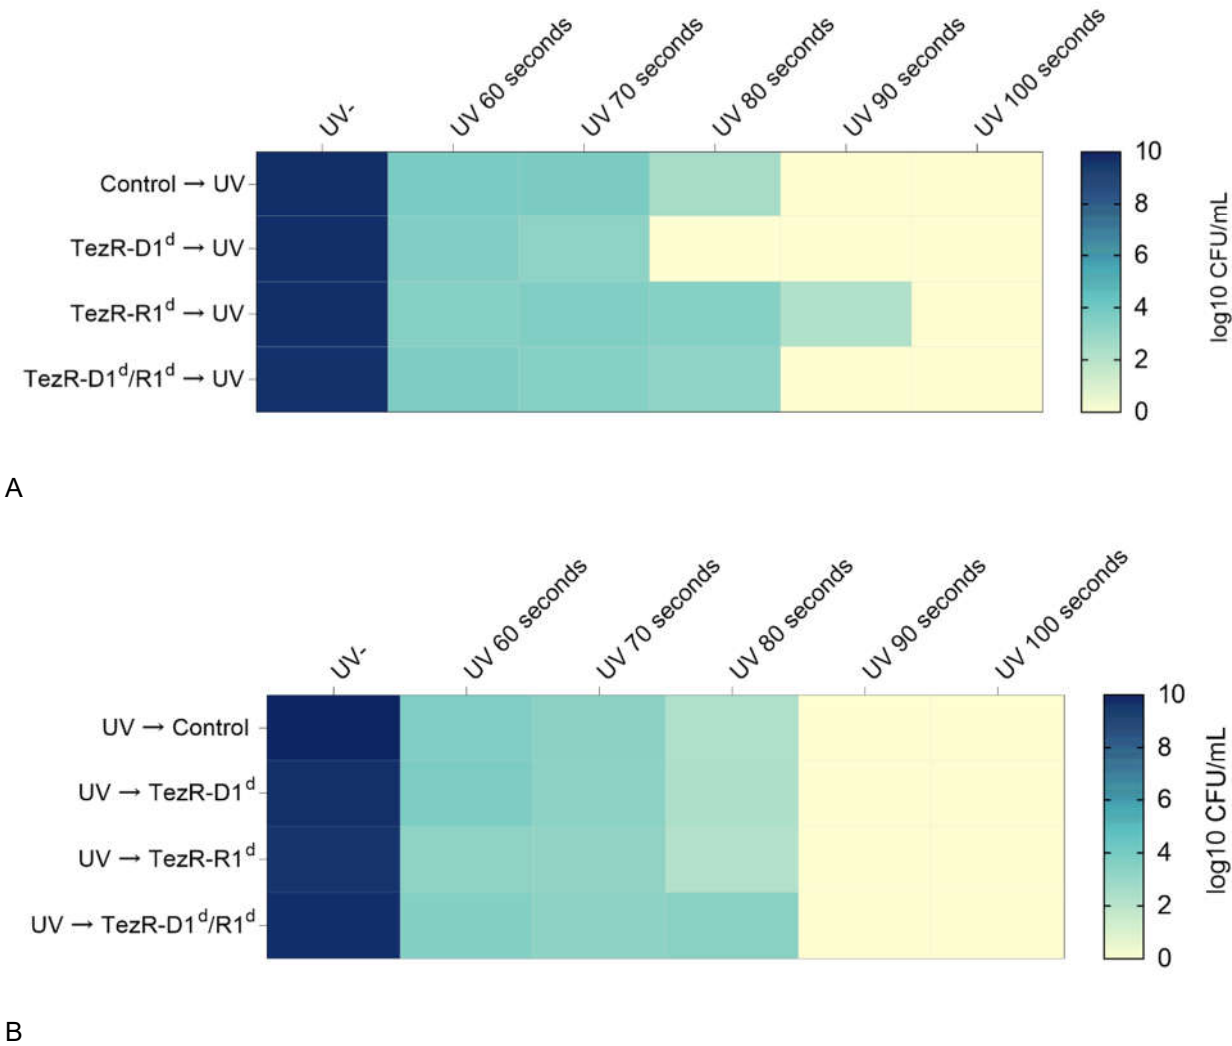 UV-
UV 60 seconds
UV 70 seconds
UV 80 seconds
UV 90 seconds
UV 100 seconds
Control → UV
TezR-D1ᵈ → UV
TezR-R1ᵈ → UV
TezR-D1ᵈ/R1ᵈ → UV
10
8
6
4
2
0
log10 CFU/mL
A
UV-
UV 60 seconds
UV 70 seconds
UV 80 seconds
UV 90 seconds
UV 100 seconds
UV → Control
UV → TezR-D1ᵈ
UV → TezR-R1ᵈ
UV → TezR-D1ᵈ/R1ᵈ
10
8
6
4
2
0
log10 CFU/mL
B